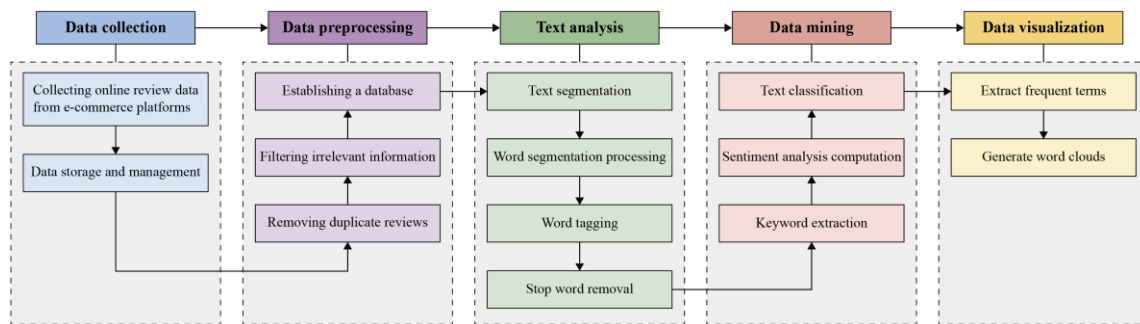 Data collection
Data preprocessing
Text analysis
Data mining
Data visualization
Collecting online review data
from e-commerce platforms
Data storage and management
Establishing a database
Filtering irrelevant information
Removing duplicate reviews
Text segmentation
Word segmentation processing
Word tagging
Stop word removal
Text classification
Sentiment analysis computation
Keyword extraction
Extract frequent terms
Generate word clouds